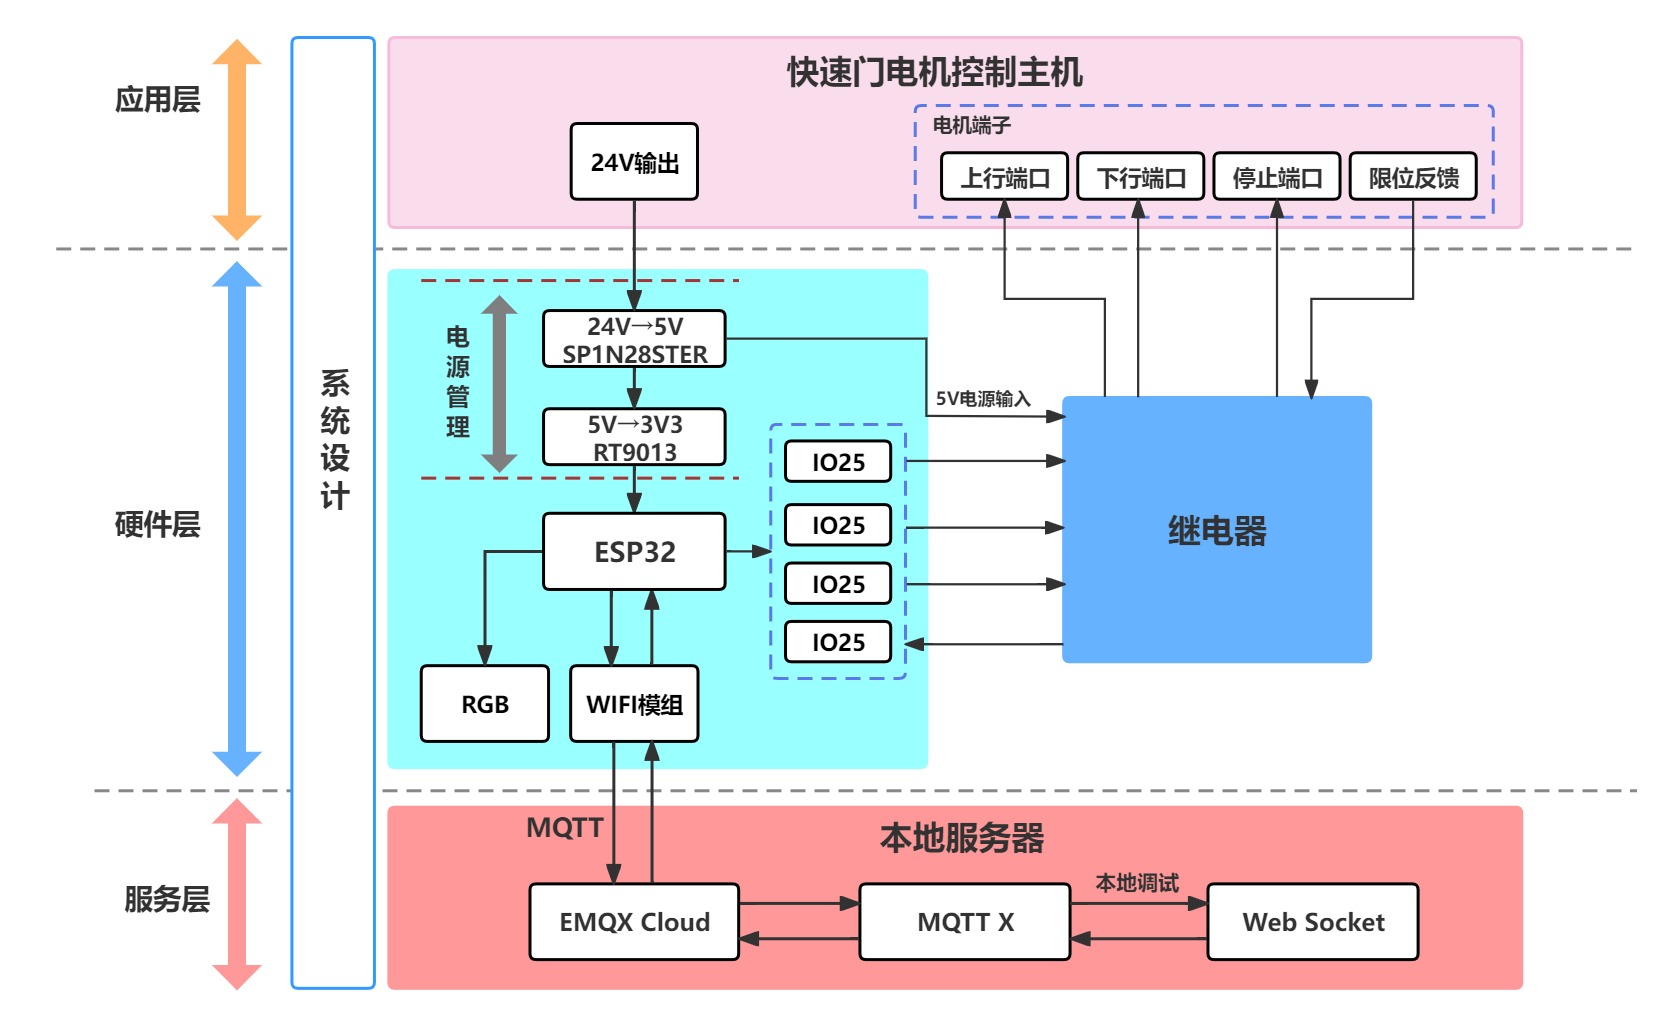 应用层
快速门电机控制主机
24V输出
电机端子
上行端口
下行端口
停止端口
限位反馈
系统设计
硬件层
电源管理
24V→5V
SP1N28STER
5V→3V3
RT9013
5V电源输入
ESP32
IO25
IO25
IO25
IO25
继电器
RGB
WIFI模组
服务层
MQTT
本地服务器
EMQX Cloud
MQTT X
本地调试
Web Socket